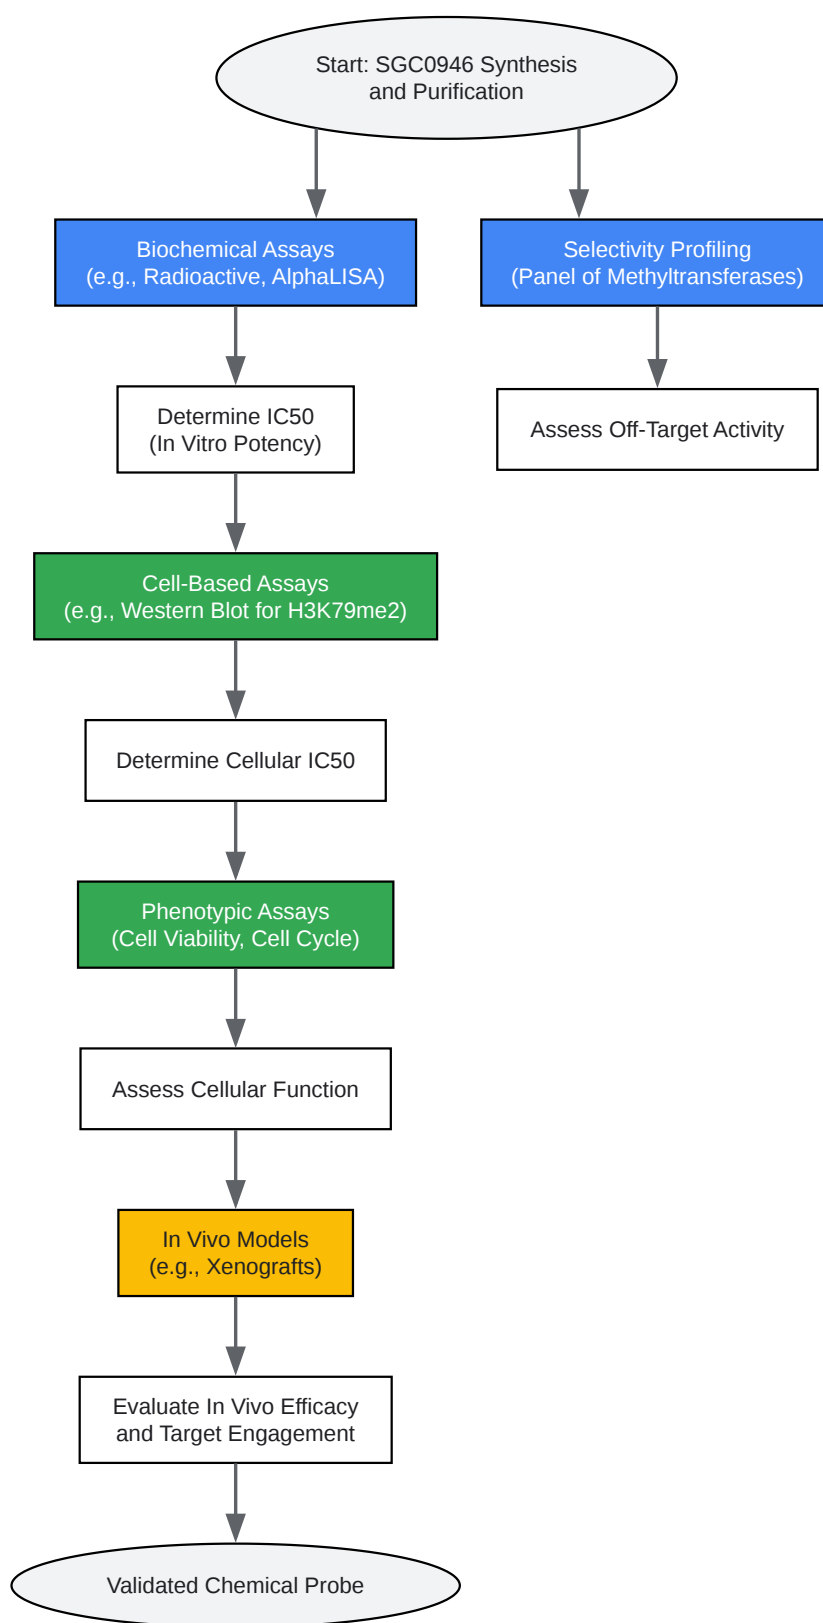 Start: SGC0946 Synthesis
and Purification
Biochemical Assays
(e.g., Radioactive, AlphaLISA)
Selectivity Profiling
(Panel of Methyltransferases)
Determine IC50
(In Vitro Potency)
Assess Off-Target Activity
Cell-Based Assays
(e.g., Western Blot for H3K79me2)
Determine Cellular IC50
Phenotypic Assays
(Cell Viability, Cell Cycle)
Assess Cellular Function
In Vivo Models
(e.g., Xenografts)
Evaluate In Vivo Efficacy
and Target Engagement
Validated Chemical Probe